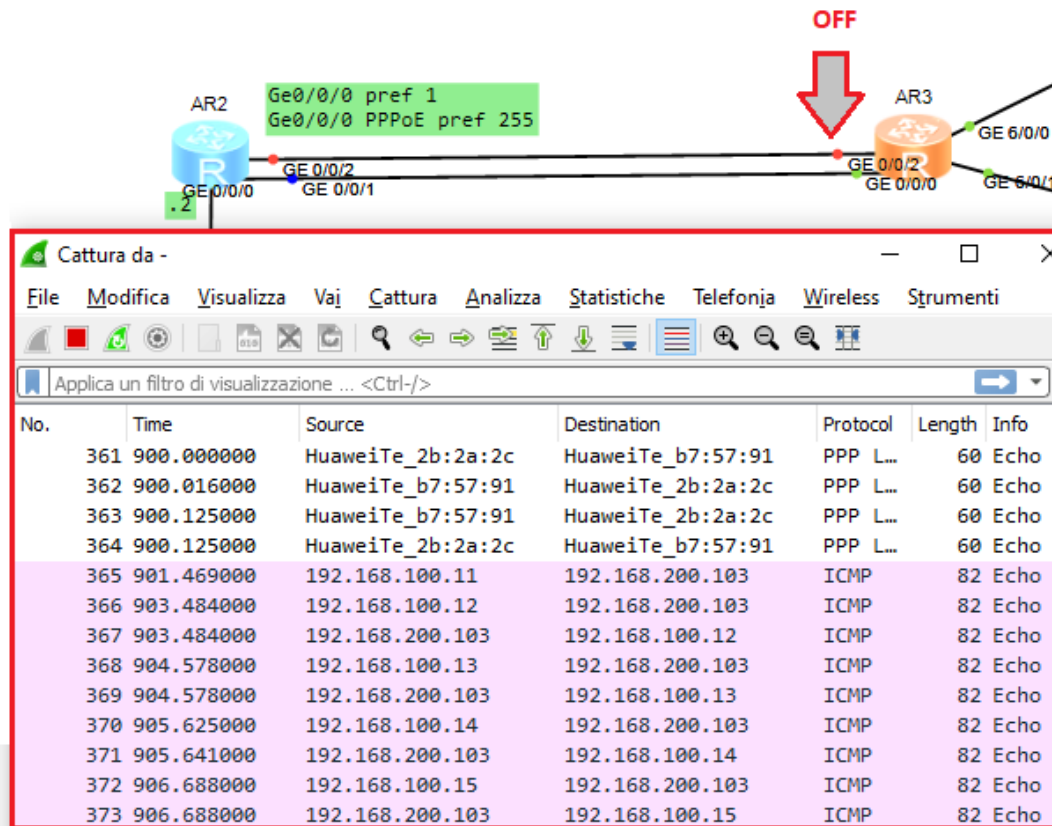 OFF
AR2
Ge0/0/0 pref 1
Ge0/0/0 PPPoE pref 255
AR3
GE 6/0/0
GE 0/0/2
GE 0/0/2
GE 0/0/0
GE 0/0/1
GE 0/0/0
GE 6/0/1
.2
Cattura da -
File Modifica Visualizza Vai Cattura Analizza Statistiche Telefonia Wireless Strumenti
Applica un filtro di visualizzazione ... <Ctrl-/>
No. Time Source Destination Protocol Length Info
361 900.000000 HuaweiTe_2b:2a:2c HuaweiTe_b7:57:91 PPP L… 60 Echo
362 900.016000 HuaweiTe_b7:57:91 HuaweiTe_2b:2a:2c PPP L… 60 Echo
363 900.125000 HuaweiTe_b7:57:91 HuaweiTe_2b:2a:2c PPP L… 60 Echo
364 900.125000 HuaweiTe_2b:2a:2c HuaweiTe_b7:57:91 PPP L… 60 Echo
365 901.469000 192.168.100.11 192.168.200.103 ICMP 82 Echo
366 903.484000 192.168.100.12 192.168.200.103 ICMP 82 Echo
367 903.484000 192.168.200.103 192.168.100.12 ICMP 82 Echo
368 904.578000 192.168.100.13 192.168.200.103 ICMP 82 Echo
369 904.578000 192.168.200.103 192.168.100.13 ICMP 82 Echo
370 905.625000 192.168.100.14 192.168.200.103 ICMP 82 Echo
371 905.641000 192.168.200.103 192.168.100.14 ICMP 82 Echo
372 906.688000 192.168.100.15 192.168.200.103 ICMP 82 Echo
373 906.688000 192.168.200.103 192.168.100.15 ICMP 82 Echo